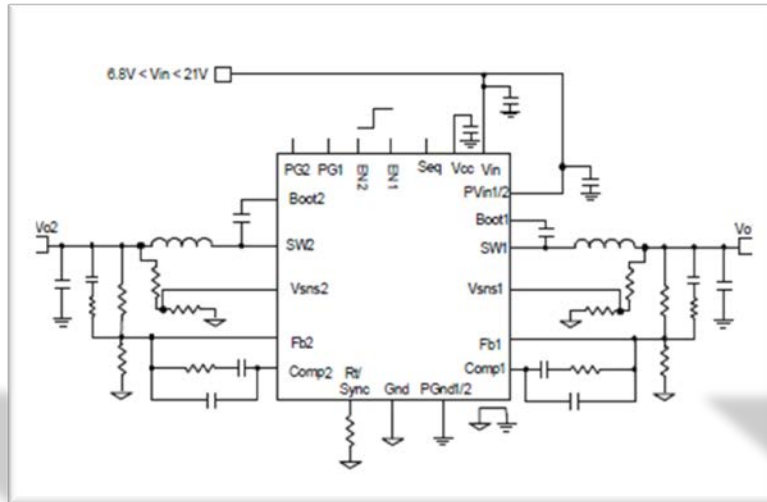 6.8V < Vin < 21V
PG2 PG1 EN2 EN1 Seq Vcc Vin
PVin1/2
Boot2
Boot1
Vo2
Vo
SW2
SW1
Vsns2
Vsns1
Fb2
Fb1
Comp2
Comp1
Rt/
Sync Gnd PGnd1/2